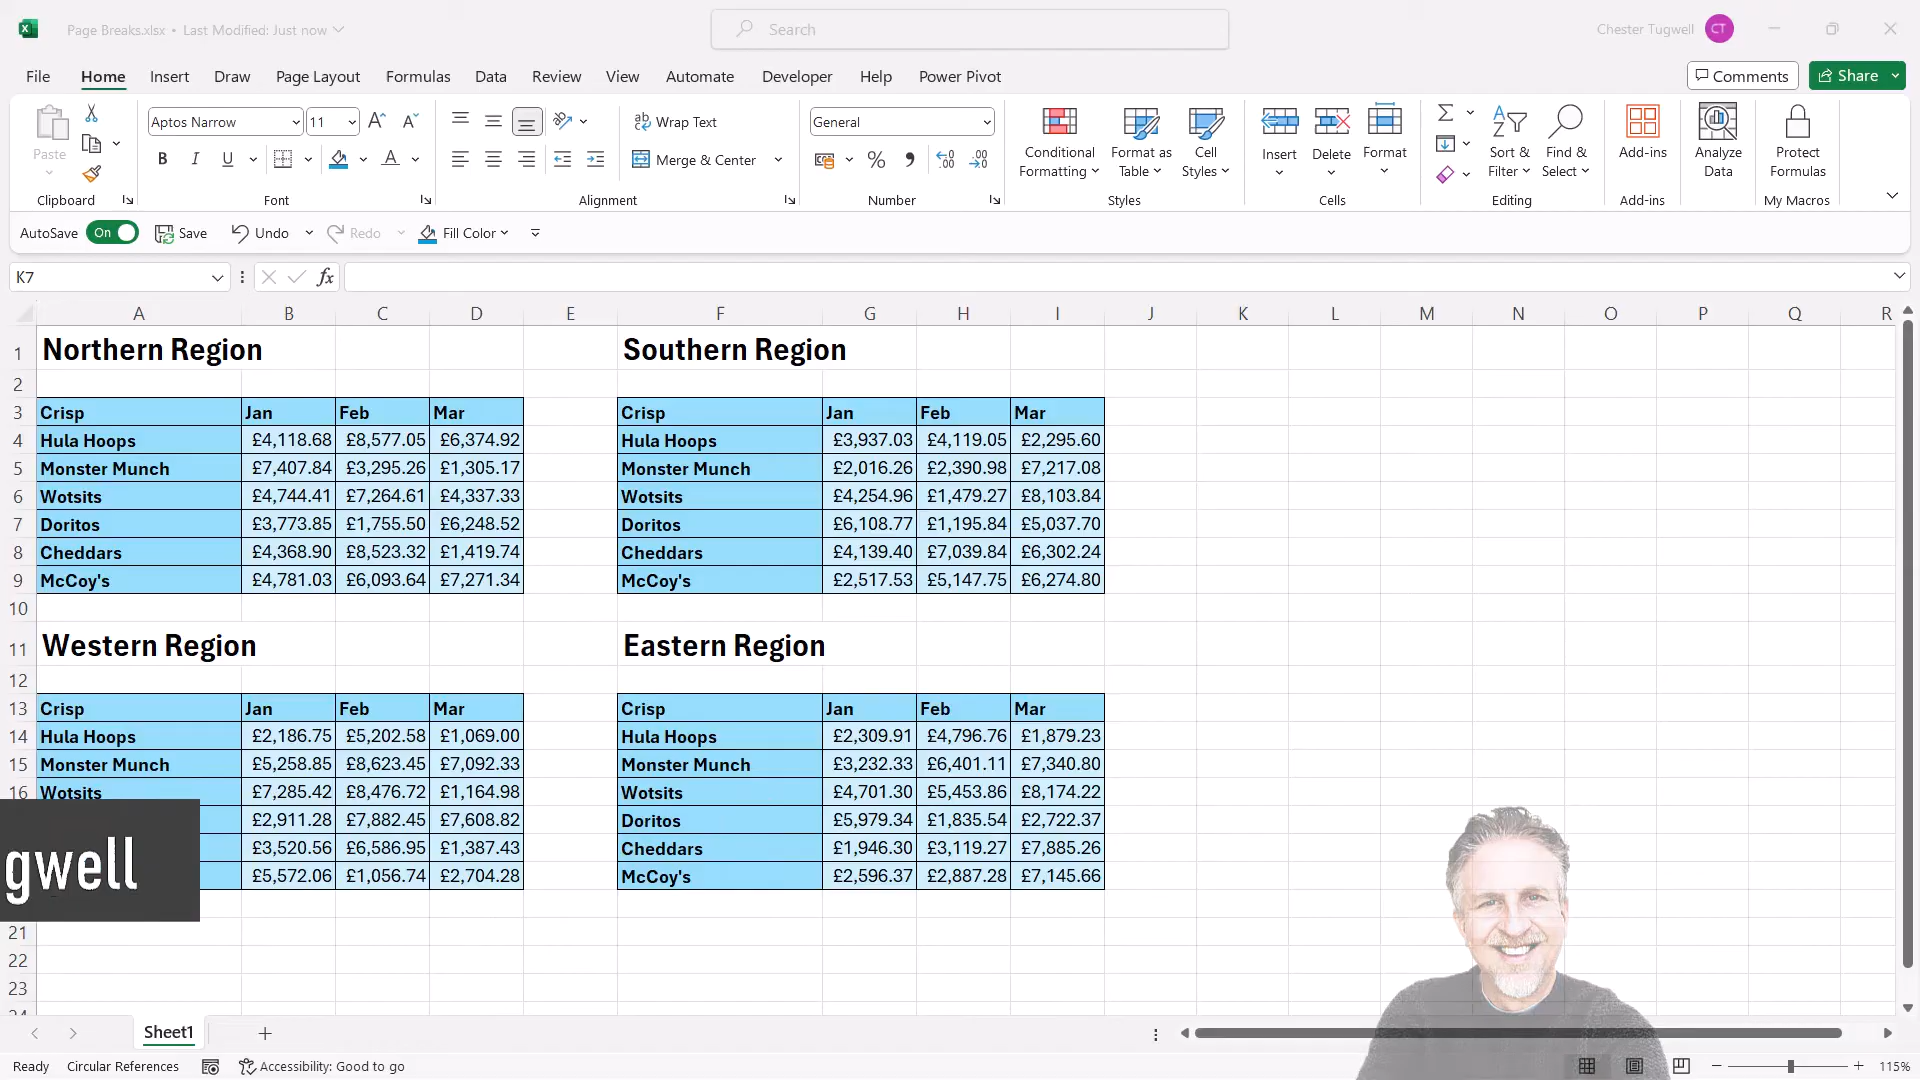 Page Breaks.xlsx • Last Modified: Just now
Search
Chester Tugwell CT
File Home Insert Draw Page Layout Formulas Data Review View Automate Developer Help Power Pivot
Comments Share
Paste
Clipboard
Aptos Narrow 11
B I U
Font
Wrap Text
Merge & Center
Alignment
General
Number
Conditional Formatting
Format as Table
Cell Styles
Styles
Insert Delete Format
Cells
Sort & Filter
Find & Select
Editing
Add-ins
Add-ins
Analyze Data
Protect Formulas
My Macros
AutoSave On Save Undo Redo Fill Color
K7 fx
A B C D E F G H I J K L M N O P Q R
1 Northern Region Southern Region
2
3 Crisp Jan Feb Mar Crisp Jan Feb Mar
4 Hula Hoops £4,118.68 £8,577.05 £6,374.92 Hula Hoops £3,937.03 £4,119.05 £2,295.60
5 Monster Munch £7,407.84 £3,295.26 £1,305.17 Monster Munch £2,016.26 £2,390.98 £7,217.08
6 Wotsits £4,744.41 £7,264.61 £4,337.33 Wotsits £4,254.96 £1,479.27 £8,103.84
7 Doritos £3,773.85 £1,755.50 £6,248.52 Doritos £6,108.77 £1,195.84 £5,037.70
8 Cheddars £4,368.90 £8,523.32 £1,419.74 Cheddars £4,139.40 £7,039.84 £6,302.24
9 McCoy's £4,781.03 £6,093.64 £7,271.34 McCoy's £2,517.53 £5,147.75 £6,274.80
10
11 Western Region Eastern Region
12
13 Crisp Jan Feb Mar Crisp Jan Feb Mar
14 Hula Hoops £2,186.75 £5,202.58 £1,069.00 Hula Hoops £2,309.91 £4,796.76 £1,879.23
15 Monster Munch £5,258.85 £8,623.45 £7,092.33 Monster Munch £3,232.33 £6,401.11 £7,340.80
16 Wotsits £7,285.42 £8,476.72 £1,164.98 Wotsits £4,701.30 £5,453.86 £8,174.22
£2,911.28 £7,882.45 £7,608.82 Doritos £5,979.34 £1,835.54 £2,722.37
gwell £3,520.56 £6,586.95 £1,387.43 Cheddars £1,946.30 £3,119.27 £7,885.26
£5,572.06 £1,056.74 £2,704.28 McCoy's £2,596.37 £2,887.28 £7,145.66
21
22
23
Sheet1
Ready Circular References Accessibility: Good to go 115%